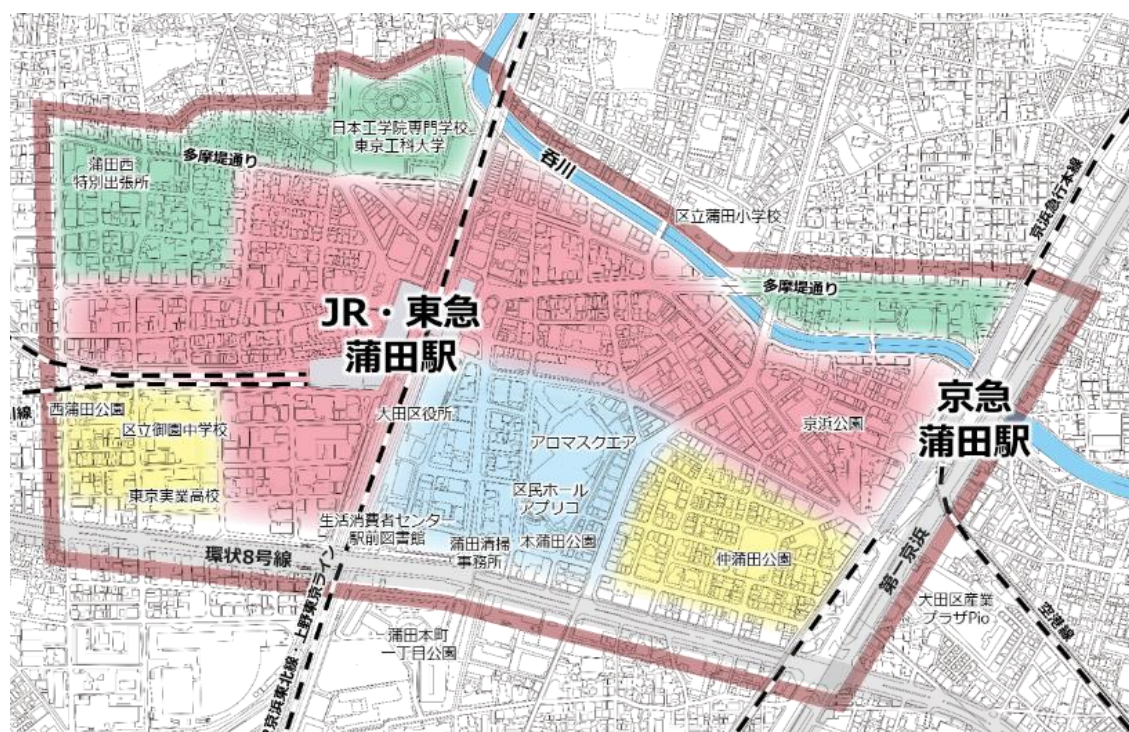 日本工学院専門学校
東京工科大学
多摩堤通り
蒲田西
特別出張所
呑川
区立蒲田小学校
京浜急行本線
多摩堤通り
JR・東急
蒲田駅
京急
蒲田駅
西蒲田公園
区立御園中学校
大田区役所
京浜公園
アロマスクエア
東京実業高校
区民ホール
アプリコ
生活消費者センター
駅前図書館
蒲田清掃
事務所
本蒲田公園
仲蒲田公園
環状8号線
第一京浜
大田区産業
プラザPio
空港線
蒲田本町
一丁目公園
京浜東北線・上野東京ライン